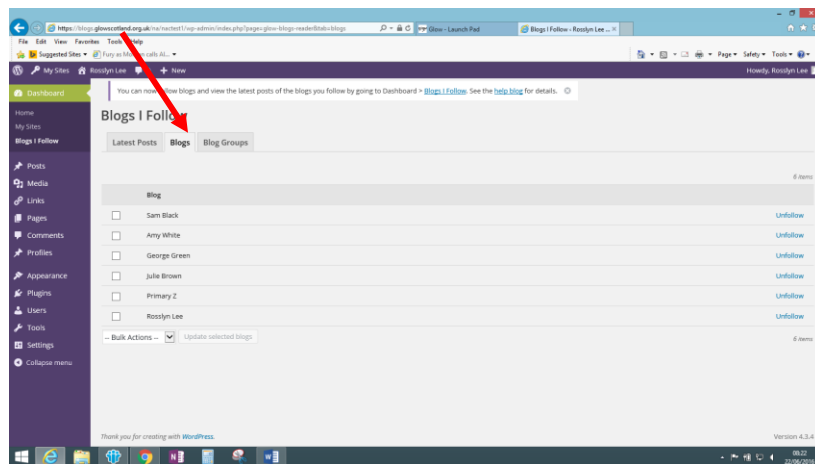 https://blogs.glowscotland.org.uk/na/nactest1/wp-admin/index.php?page=glow-blogs-reader&tab=blogs
Glow - Launch Pad
Blogs I Follow ‹ Rosslyn Lee ...
File Edit View Favorites Tools Help
Suggested Sites
Page Safety Tools
My Sites
Rosslyn Lee
+ New
Howdy, Rosslyn Lee
You can now follow blogs and view the latest posts of the blogs you follow by going to Dashboard > Blogs I Follow. See the help blog for details.
Dashboard
Home
My Sites
Blogs I Follow
Posts
Media
Links
Pages
Comments
Profiles
Appearance
Plugins
Users
Tools
Settings
Collapse menu
Blogs I Follow
Latest Posts Blogs Blog Groups
6 items
Blog
Sam Black Unfollow
Amy White Unfollow
George Green Unfollow
Julie Brown Unfollow
Primary Z Unfollow
Rosslyn Lee Unfollow
-- Bulk Actions -- Update selected blogs
6 items
Thank you for creating with WordPress.
Version 4.3.4
08:22
22/06/2016